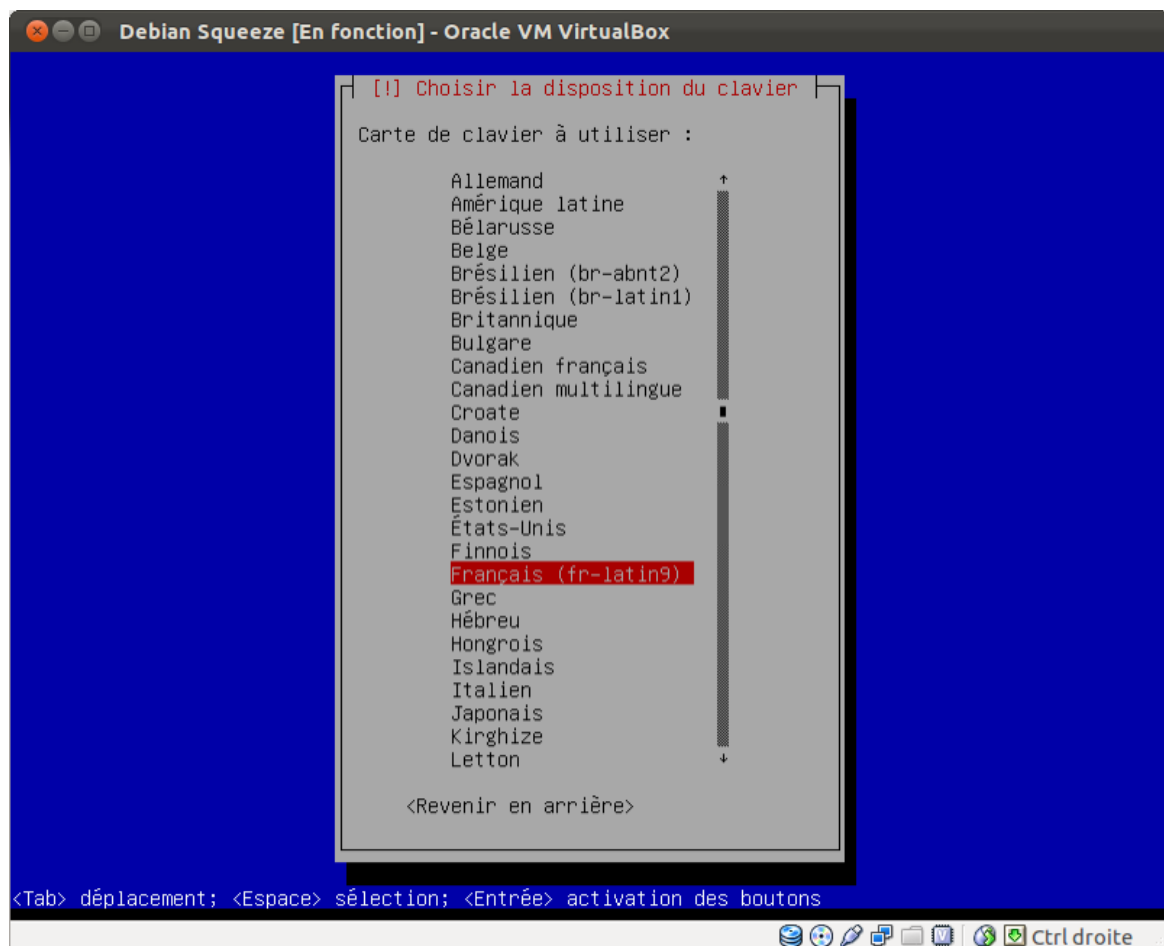 Debian Squeeze [En fonction] - Oracle VM VirtualBox
[!] Choisir la disposition du clavier
Carte de clavier à utiliser :
Allemand
Amérique latine
Bélarusse
Belge
Brésilien (br-abnt2)
Brésilien (br-latin1)
Britannique
Bulgare
Canadien français
Canadien multilingue
Croate
Danois
Dvorak
Espagnol
Estonien
États-Unis
Finnois
Français (fr-latin9)
Grec
Hébreu
Hongrois
Islandais
Italien
Japonais
Kirghize
Letton
<Revenir en arrière>
<Tab> déplacement; <Espace> sélection; <Entrée> activation des boutons
Ctrl droite